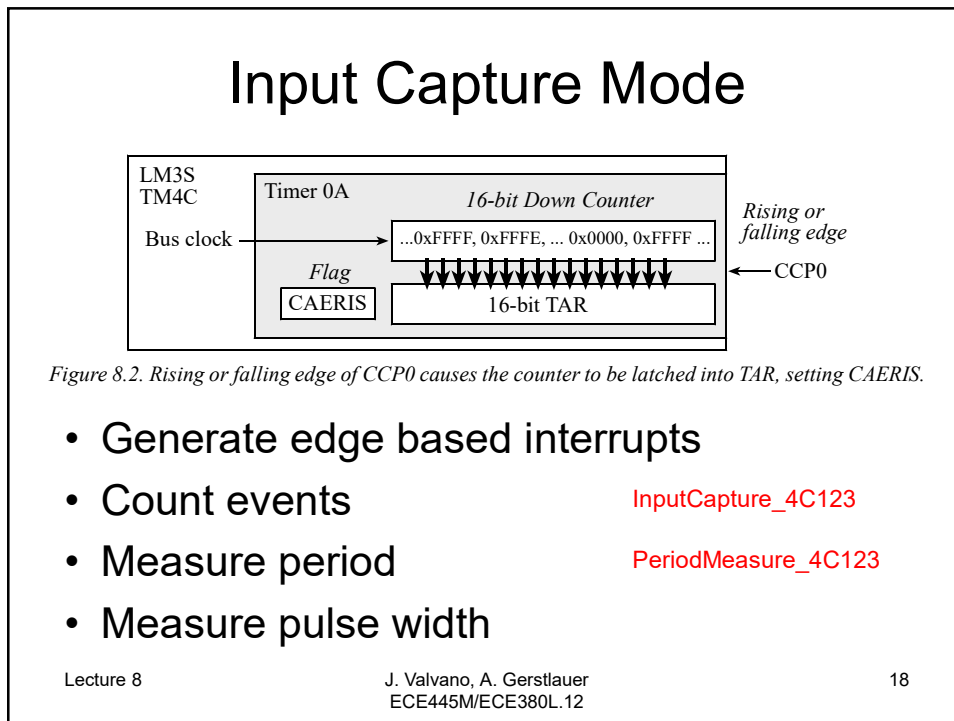 Input Capture Mode
LM3S
TM4C
Timer 0A
16-bit Down Counter
Rising or
falling edge
Bus clock
...0xFFFF, 0xFFFE, ... 0x0000, 0xFFFF ...
Flag
CCP0
CAERIS
16-bit TAR
Figure 8.2. Rising or falling edge of CCP0 causes the counter to be latched into TAR, setting CAERIS.
• Generate edge based interrupts
• Count events
InputCapture_4C123
• Measure period
PeriodMeasure_4C123
• Measure pulse width
Lecture 8
J. Valvano, A. Gerstlauer
ECE445M/ECE380L.12
18